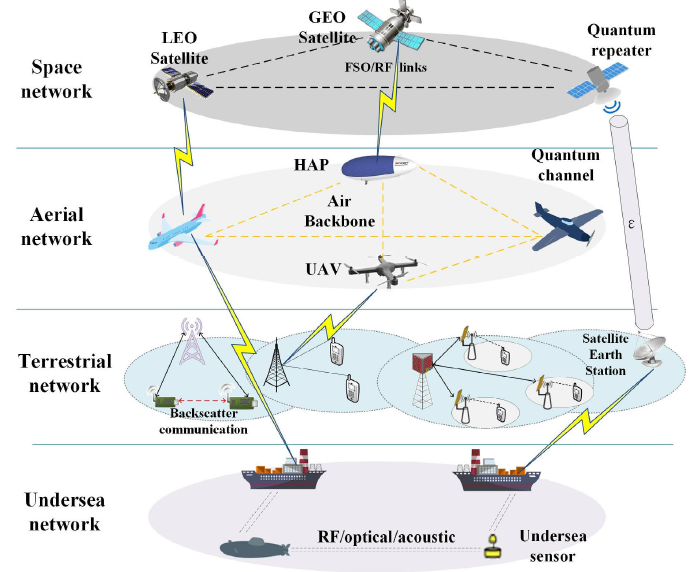 GEO
Satellite
LEO
Satellite
Quantum
repeater
Space
network
FSO/RF links
HAP
Quantum
channel
Aerial
network
Air
Backbone
ε
UAV
Terrestrial
network
Satellite
Earth
Station
Backscatter
communication
Undersea
network
RF/optical/acoustic
Undersea
sensor